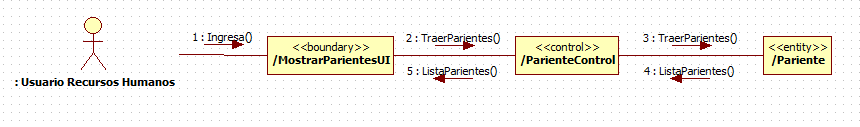 1 : Ingresa()
<<boundary>>
/MostrarParientesUI
2 : TraerParientes()
<<control>>
/ParienteControl
3 : TraerParientes()
<<entity>>
/Pariente
5 : ListaParientes()
4 : ListaParientes()
: Usuario Recursos Humanos